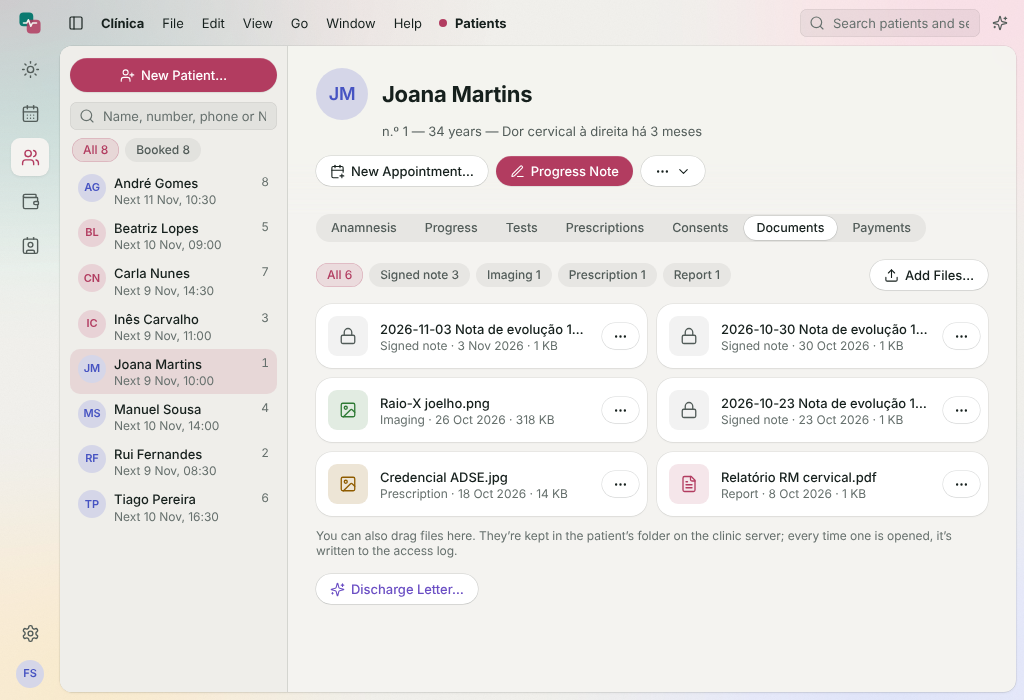 Clínica File Edit View Go Window Help Patients
Search patients and se
New Patient...
Name, number, phone or N
All 8 Booked 8
AG André Gomes 8
Next 11 Nov, 10:30
BL Beatriz Lopes 5
Next 10 Nov, 09:00
CN Carla Nunes 7
Next 9 Nov, 14:30
IC Inês Carvalho 3
Next 9 Nov, 11:00
JM Joana Martins 1
Next 9 Nov, 10:00
MS Manuel Sousa 4
Next 10 Nov, 14:00
RF Rui Fernandes 2
Next 9 Nov, 08:30
TP Tiago Pereira 6
Next 10 Nov, 16:30
FS
JM Joana Martins
n.º 1 — 34 years — Dor cervical à direita há 3 meses
New Appointment... Progress Note
Anamnesis Progress Tests Prescriptions Consents Documents Payments
All 6 Signed note 3 Imaging 1 Prescription 1 Report 1 Add Files...
2026-11-03 Nota de evolução 1...
Signed note · 3 Nov 2026 · 1 KB
2026-10-30 Nota de evolução 1...
Signed note · 30 Oct 2026 · 1 KB
Raio-X joelho.png
Imaging · 26 Oct 2026 · 318 KB
2026-10-23 Nota de evolução 1...
Signed note · 23 Oct 2026 · 1 KB
Credencial ADSE.jpg
Prescription · 18 Oct 2026 · 14 KB
Relatório RM cervical.pdf
Report · 8 Oct 2026 · 1 KB
You can also drag files here. They’re kept in the patient’s folder on the clinic server; every time one is opened, it’s
written to the access log.
Discharge Letter...